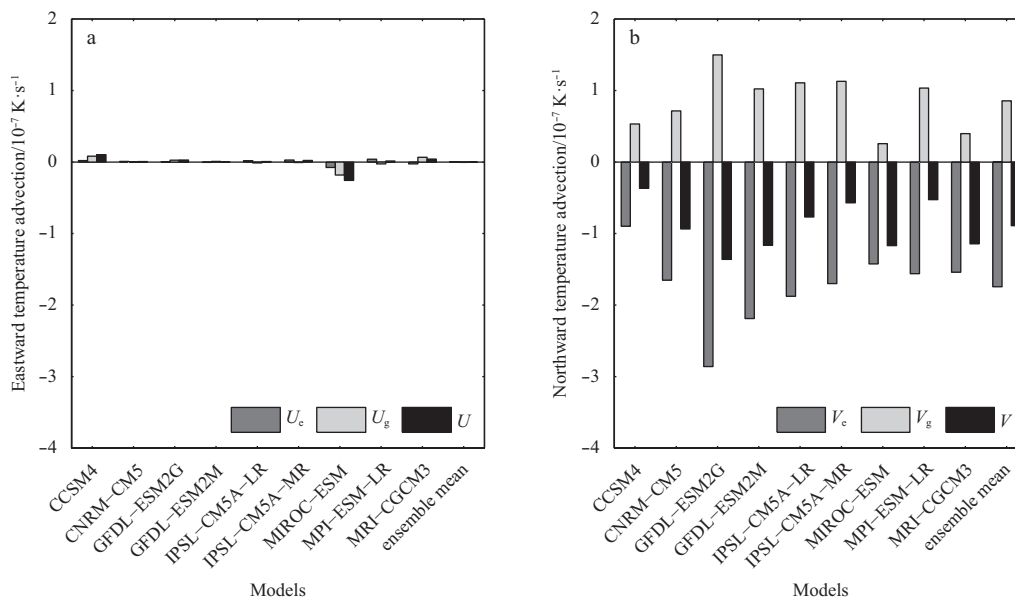 a
Eastward temperature advection/10⁻⁷ K·s⁻¹
2
1
0
−1
−2
−3
−4
Uₑ
U_g
U
CCSM4
CNRM−CM5
GFDL−ESM2G
GFDL−ESM2M
IPSL−CM5A−LR
IPSL−CM5A−MR
MIROC−ESM
MPI−ESM−LR
MRI−CGCM3
ensemble mean
Models
b
Northward temperature advection/10⁻⁷ K·s⁻¹
2
1
0
−1
−2
−3
−4
Vₑ
V_g
V
CCSM4
CNRM−CM5
GFDL−ESM2G
GFDL−ESM2M
IPSL−CM5A−LR
IPSL−CM5A−MR
MIROC−ESM
MPI−ESM−LR
MRI−CGCM3
ensemble mean
Models